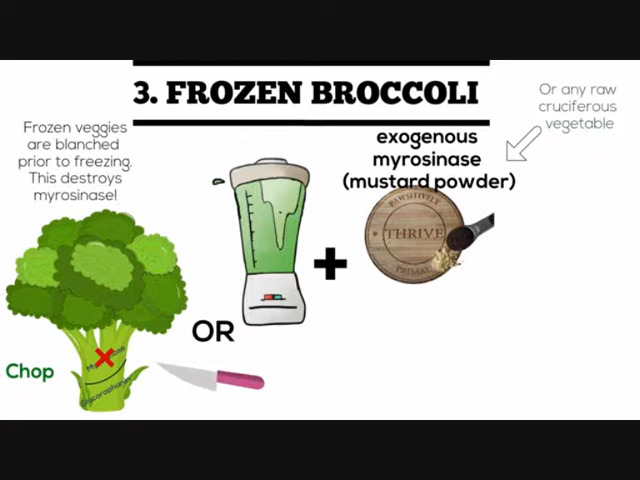 3. FROZEN BROCCOLI
Or any raw
cruciferous
vegetable
Frozen veggies
are blanched
prior to freezing.
This destroys
myrosinase!
exogenous
myrosinase
(mustard powder)
PAWSITIVELY
THRIVE
PRIMAL
OR
Chop